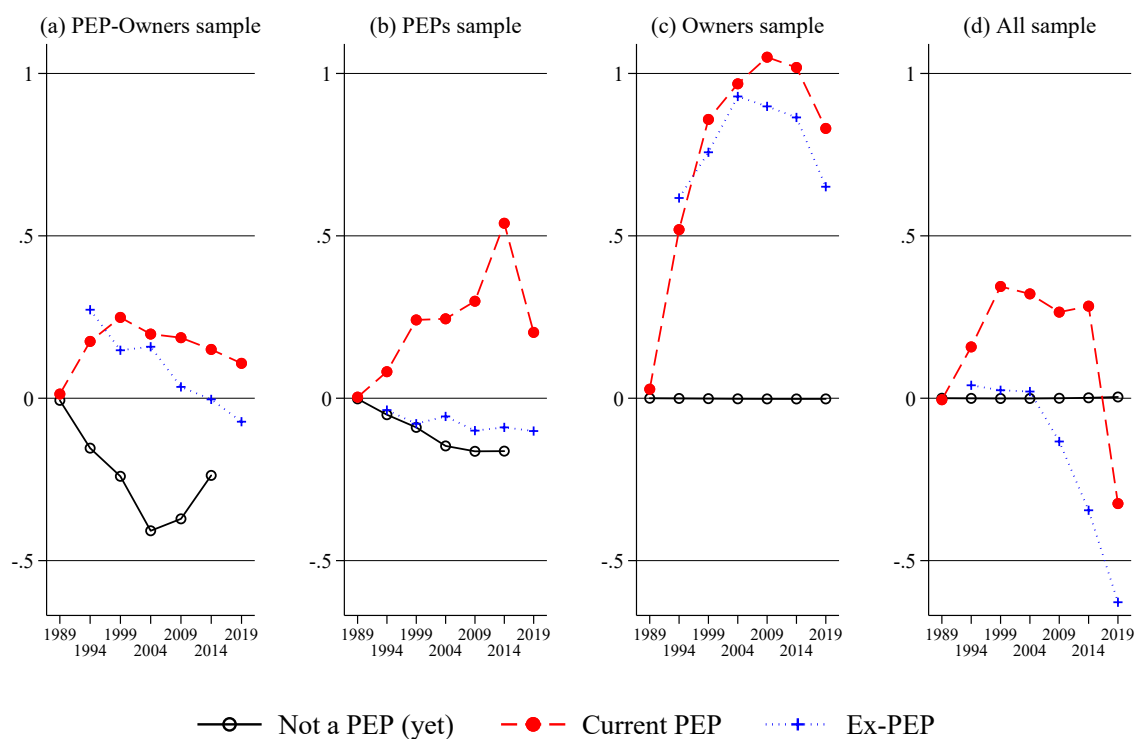 (a) PEP-Owners sample
(b) PEPs sample
(c) Owners sample
(d) All sample
1
.5
0
-.5
1989 1999 2009 2019
1994 2004 2014
1
.5
0
-.5
1989 1999 2009 2019
1994 2004 2014
1
.5
0
-.5
1989 1999 2009 2019
1994 2004 2014
1
.5
0
-.5
1989 1999 2009 2019
1994 2004 2014
Not a PEP (yet) Current PEP Ex-PEP